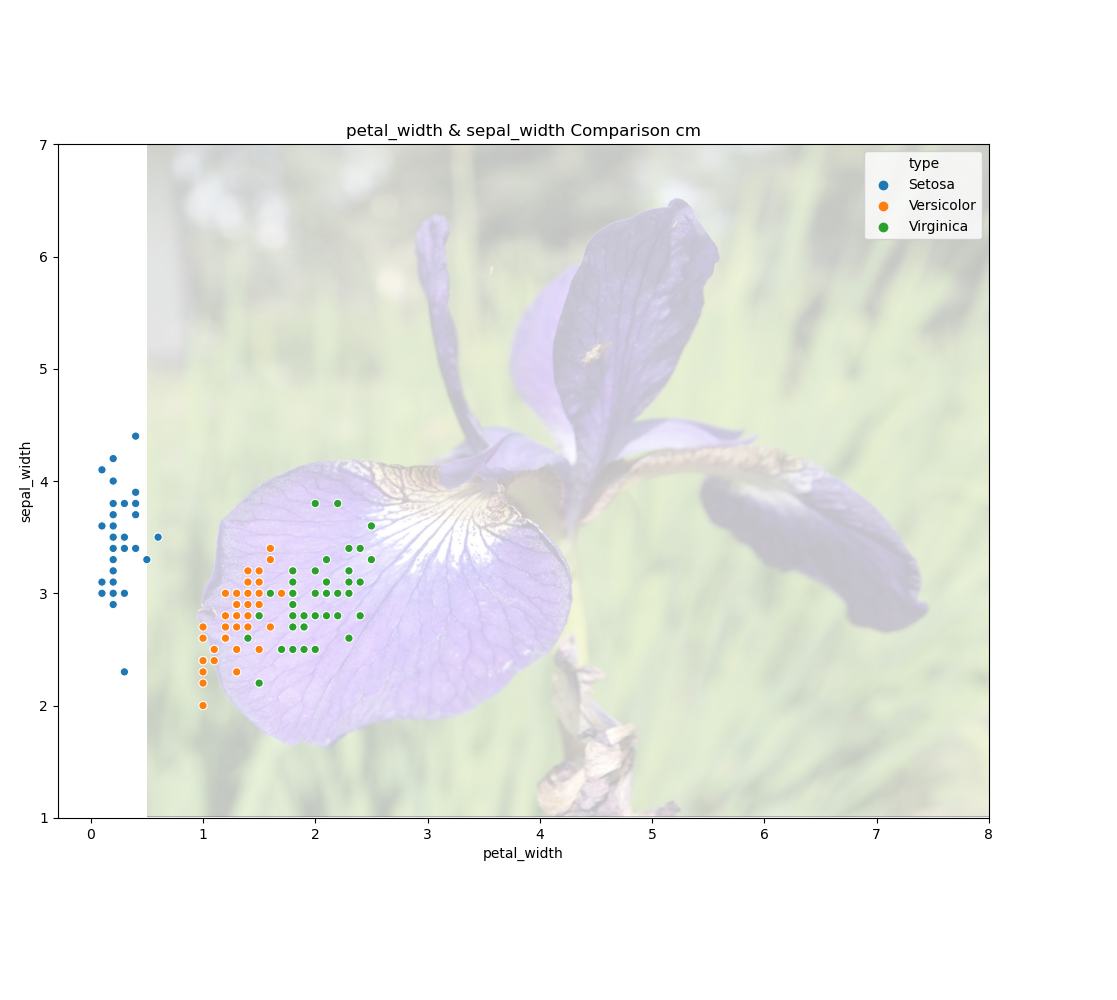 petal_width & sepal_width Comparison cm
7
6
5
4
3
2
1
sepal_width
type
Setosa
Versicolor
Virginica
0 1 2 3 4 5 6 7 8
petal_width